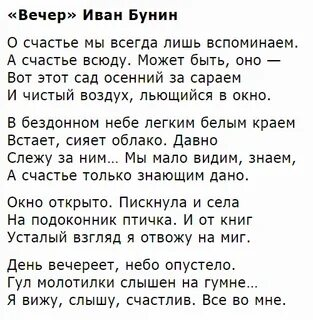 «Вечер» Иван Бунин
О счастье мы всегда лишь вспоминаем.
А счастье всюду. Может быть, оно —
Вот этот сад осенний за сараем
И чистый воздух, льющийся в окно.
В бездонном небе легким белым краем
Встает, сияет облако. Давно
Слежу за ним... Мы мало видим, знаем,
А счастье только знающим дано.
Окно открыто. Пискнула и села
На подоконник птичка. И от книг
Усталый взгляд я отвожу на миг.
День вечереет, небо опустело.
Гул молотилки слышен на гумне...
Я вижу, слышу, счастлив. Все во мне.